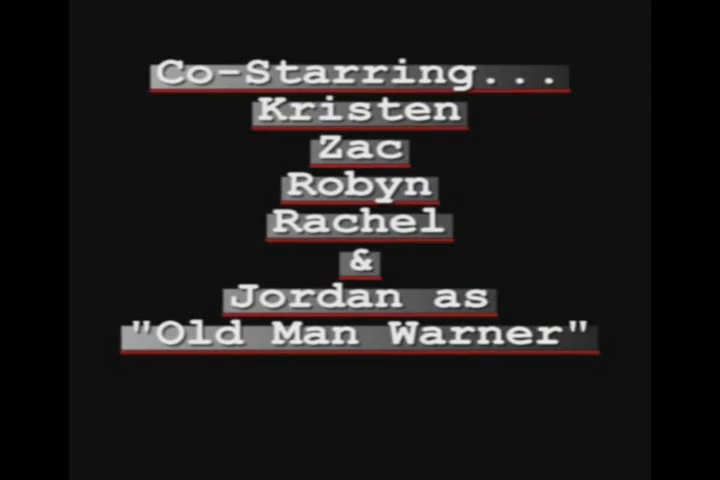 Co-Starring...
Kristen
Zac
Robyn
Rachel
&
Jordan as
"Old Man Warner"